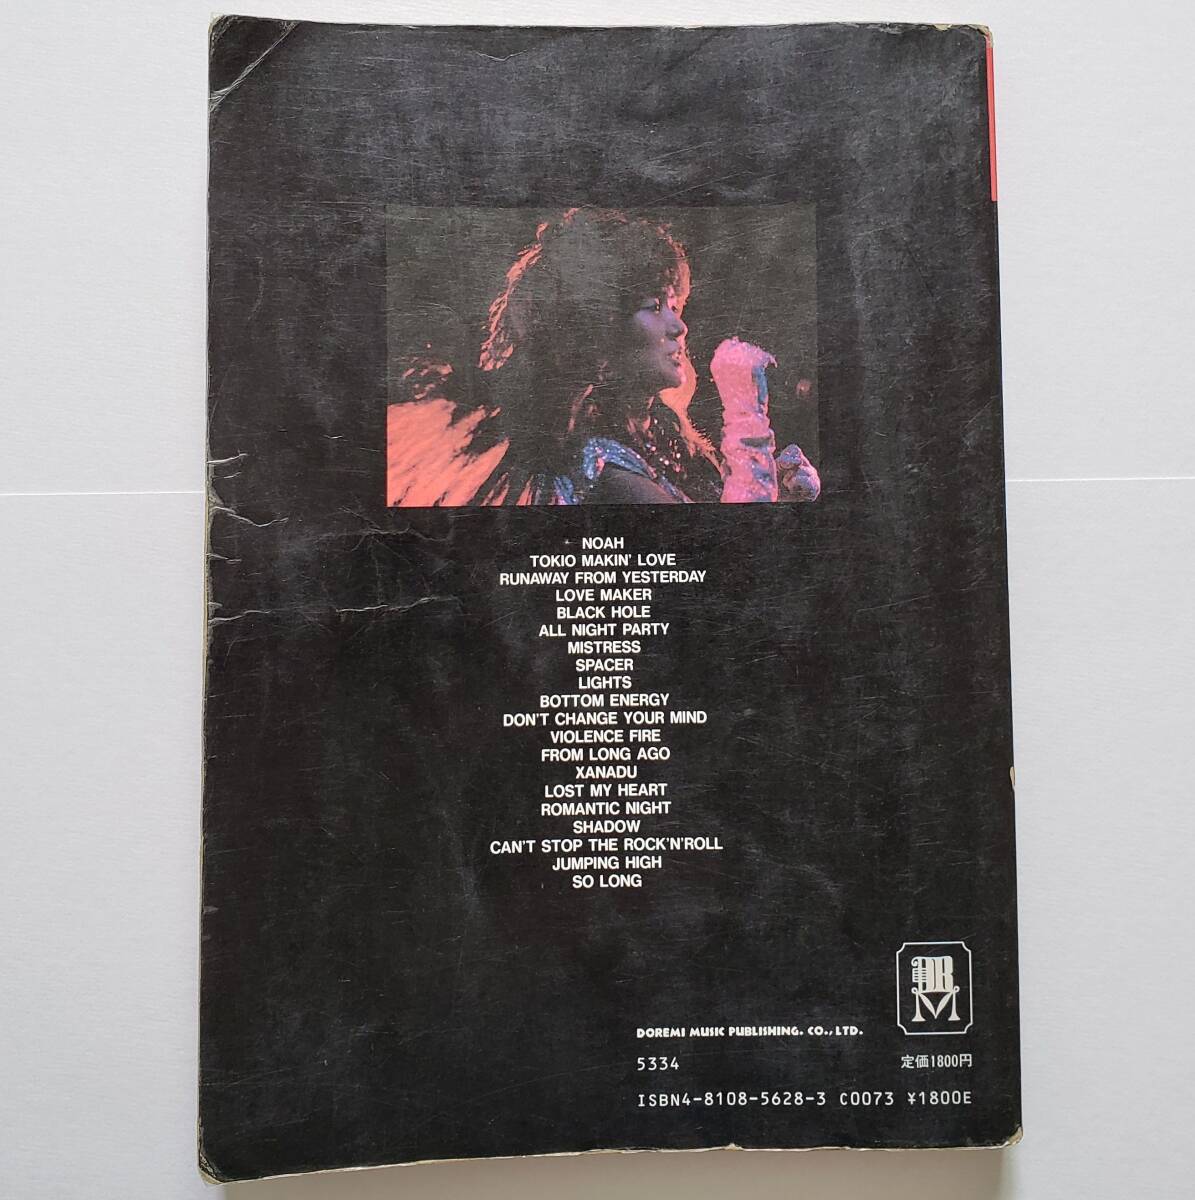 NOAH
TOKIO MAKIN' LOVE
RUNAWAY FROM YESTERDAY
LOVE MAKER
BLACK HOLE
ALL NIGHT PARTY
MISTRESS
SPACER
LIGHTS
BOTTOM ENERGY
DON'T CHANGE YOUR MIND
VIOLENCE FIRE
FROM LONG AGO
XANADU
LOST MY HEART
ROMANTIC NIGHT
SHADOW
CAN'T STOP THE ROCK'N'ROLL
JUMPING HIGH
SO LONG
DRM
DOREMI MUSIC PUBLISHING. CO., LTD.
5334 定価1800円
ISBN4-8108-5628-3 C0073 ¥1800E